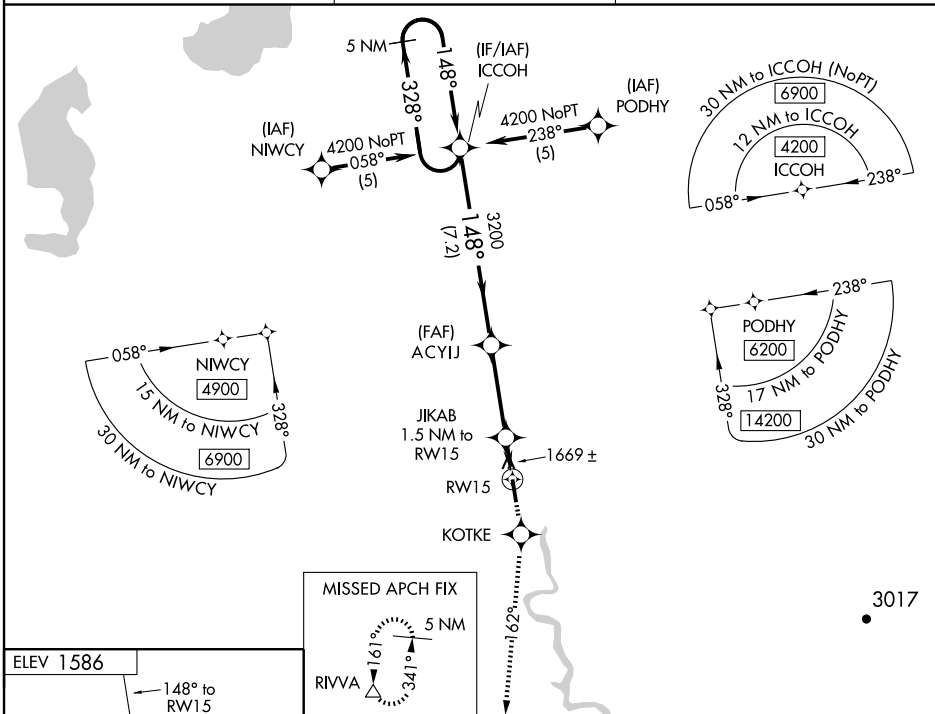 5 NM
(IF/IAF)
ICCOH
148°
328°
(IAF)
PODHY
4200 NoPT
238°
(5)
(IAF)
NIWCY
4200 NoPT
058°
(5)
30 NM to ICCOH (NoPT)
6900
12 NM to ICCOH
4200
ICCOH
058°
238°
3200
148°
(7.2)
(FAF)
ACYIJ
058°
NIWCY
4900
15 NM to NIWCY
328°
6900
30 NM to NIWCY
238°
PODHY
6200
17 NM to PODHY
328°
14200
30 NM to PODHY
JIKAB
1.5 NM to
RW15
1669 ±
RW15
KOTKE
162°
MISSED APCH FIX
5 NM
161°
341°
RIVVA
3017
ELEV 1586
148° to
RW15